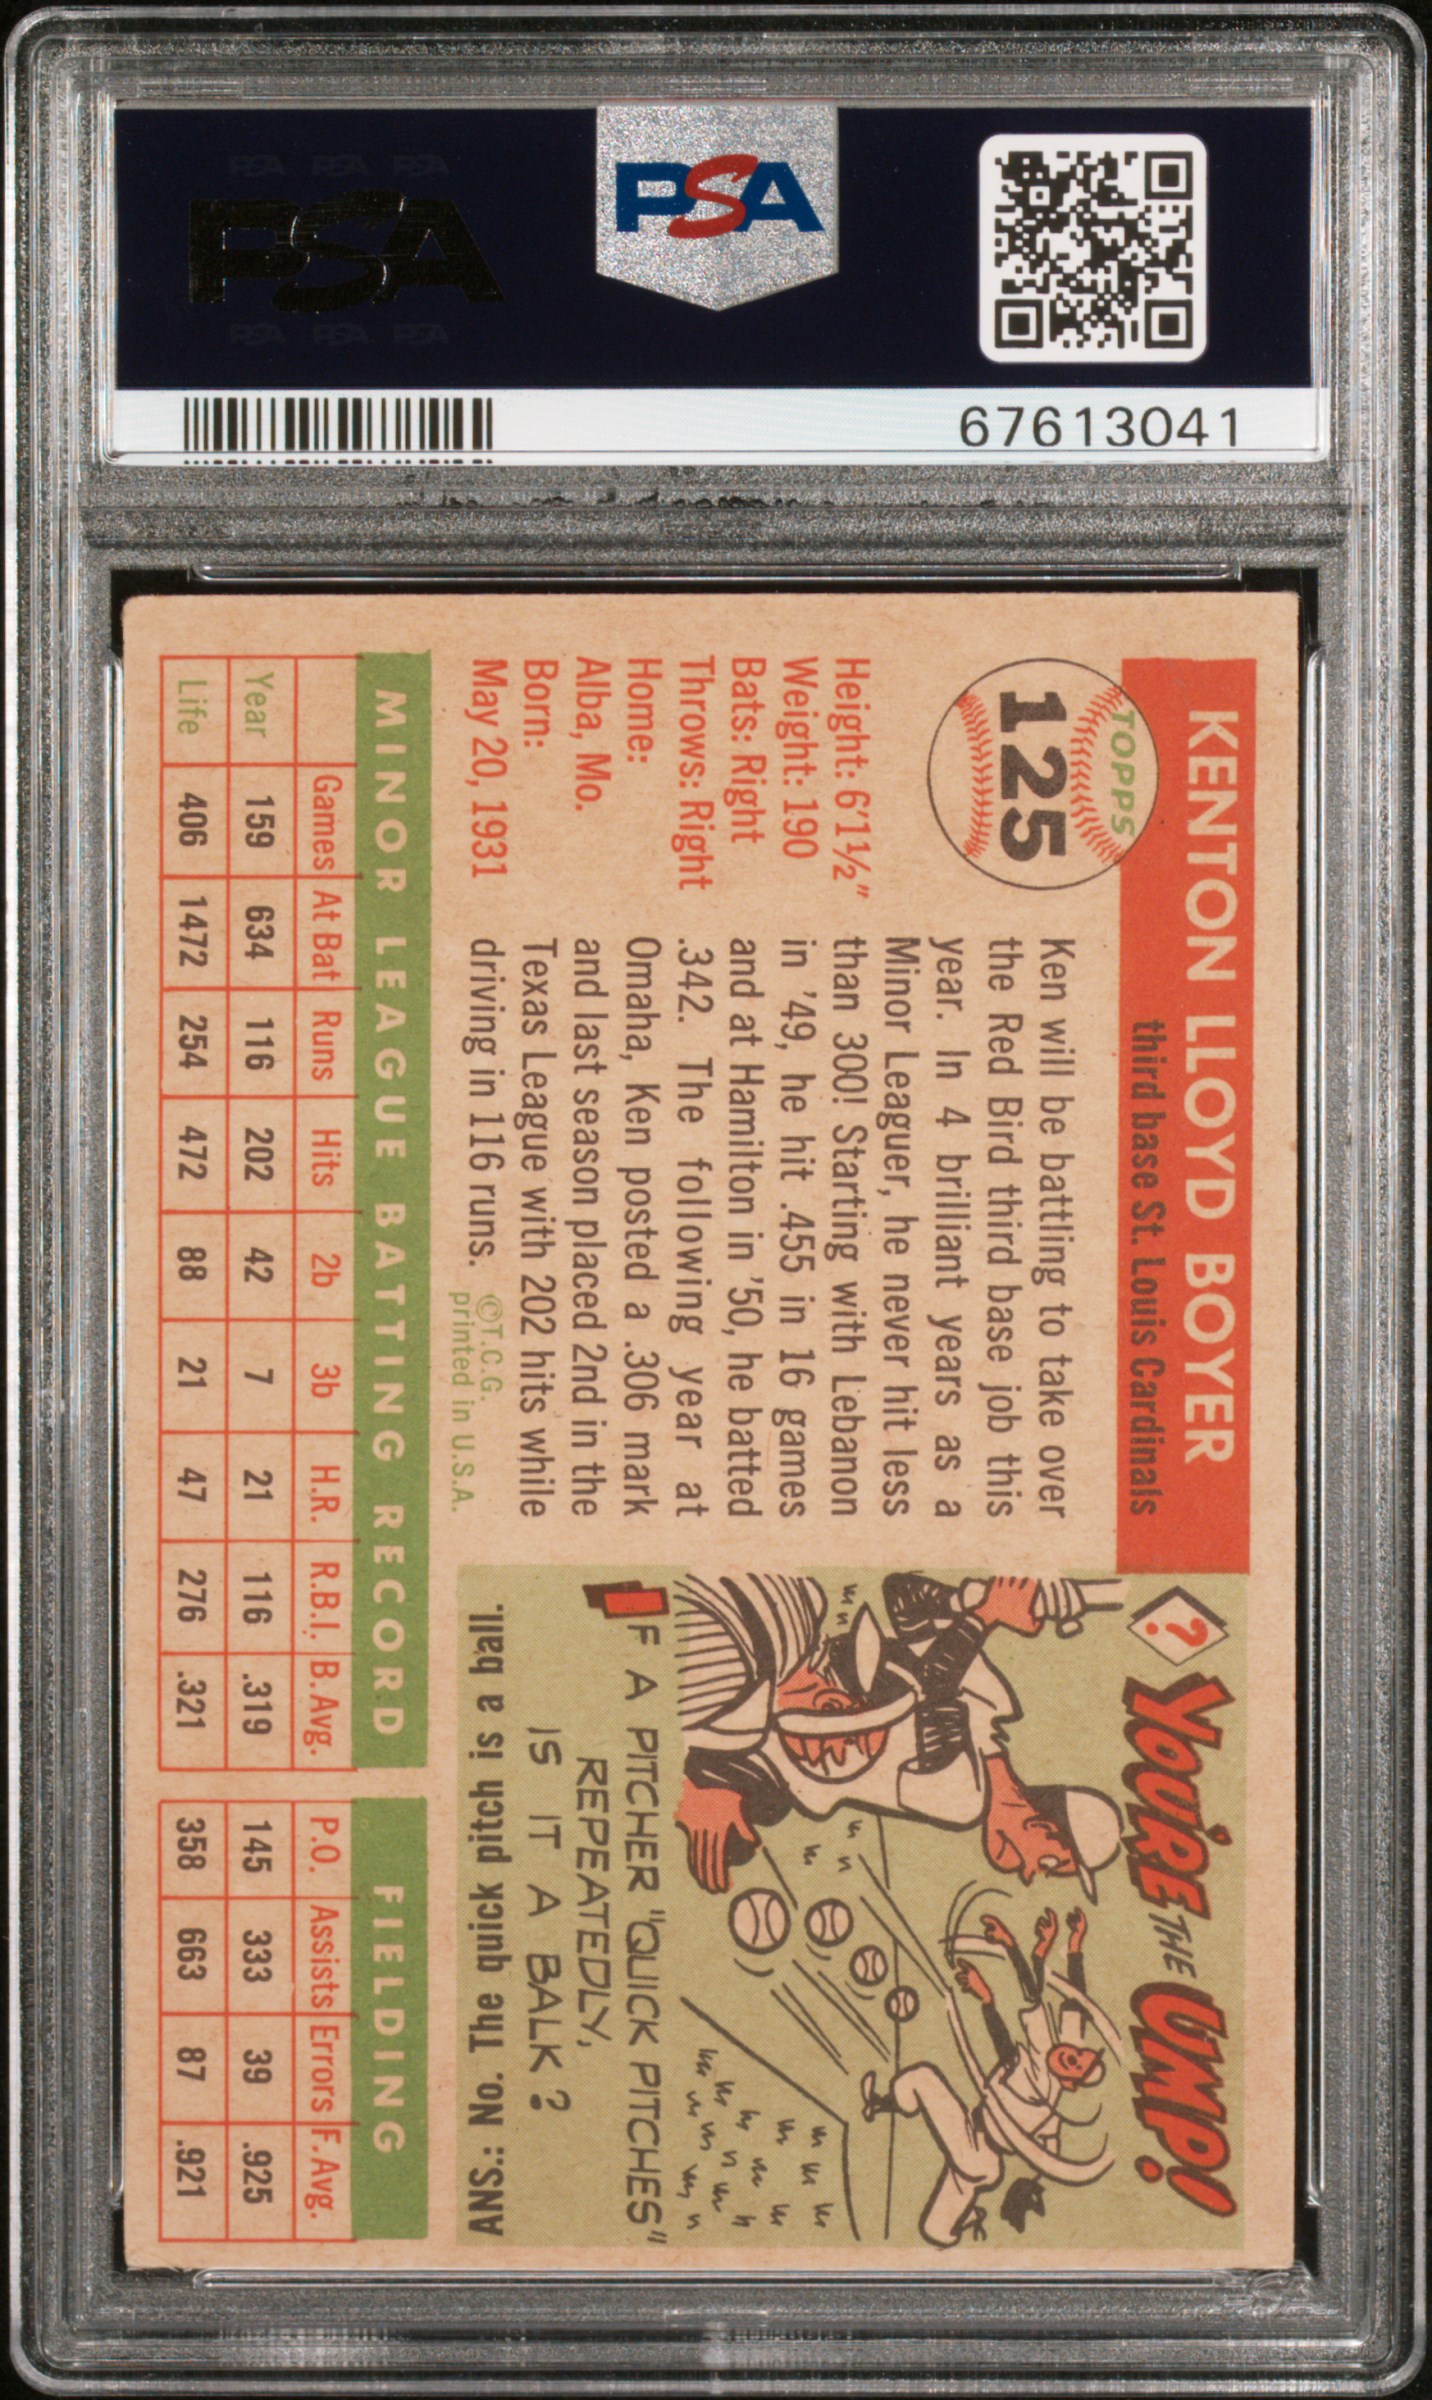 PSA PSA PSA
PSA
PSA PSA PSA
PSA
67613041
KENTON LLOYD BOYER
third base St. Louis Cardinals
TOPPS
125
Height: 6'1½"
Weight: 190
Bats: Right
Throws: Right
Home:
Alba, Mo.
Born:
May 20, 1931
Ken will be battling to take over
the Red Bird third base job this
year. In 4 brilliant years as a
Minor Leaguer, he never hit less
than 300! Starting with Lebanon
in '49, he hit .455 in 16 games
and at Hamilton in '50, he batted
.342. The following year at
Omaha, Ken posted a .306 mark
and last season placed 2nd in the
Texas League with 202 hits while
driving in 116 runs.
©T.C.G.
printed in U.S.A.
?
YOU'RE THE UMP!
IF A PITCHER "QUICK PITCHES"
REPEATEDLY,
IS IT A BALK?
ANS.: No. The quick pitch is a ball.
MINOR LEAGUE BATTING RECORD
Games At Bat Runs Hits 2b 3b H.R. R.B.I. B.Avg.
Year 159 634 116 202 42 7 21 116 .319
Life 406 1472 254 472 88 21 47 276 .321
FIELDING
P.O. Assists Errors F.Avg.
145 333 39 .925
358 663 87 .921